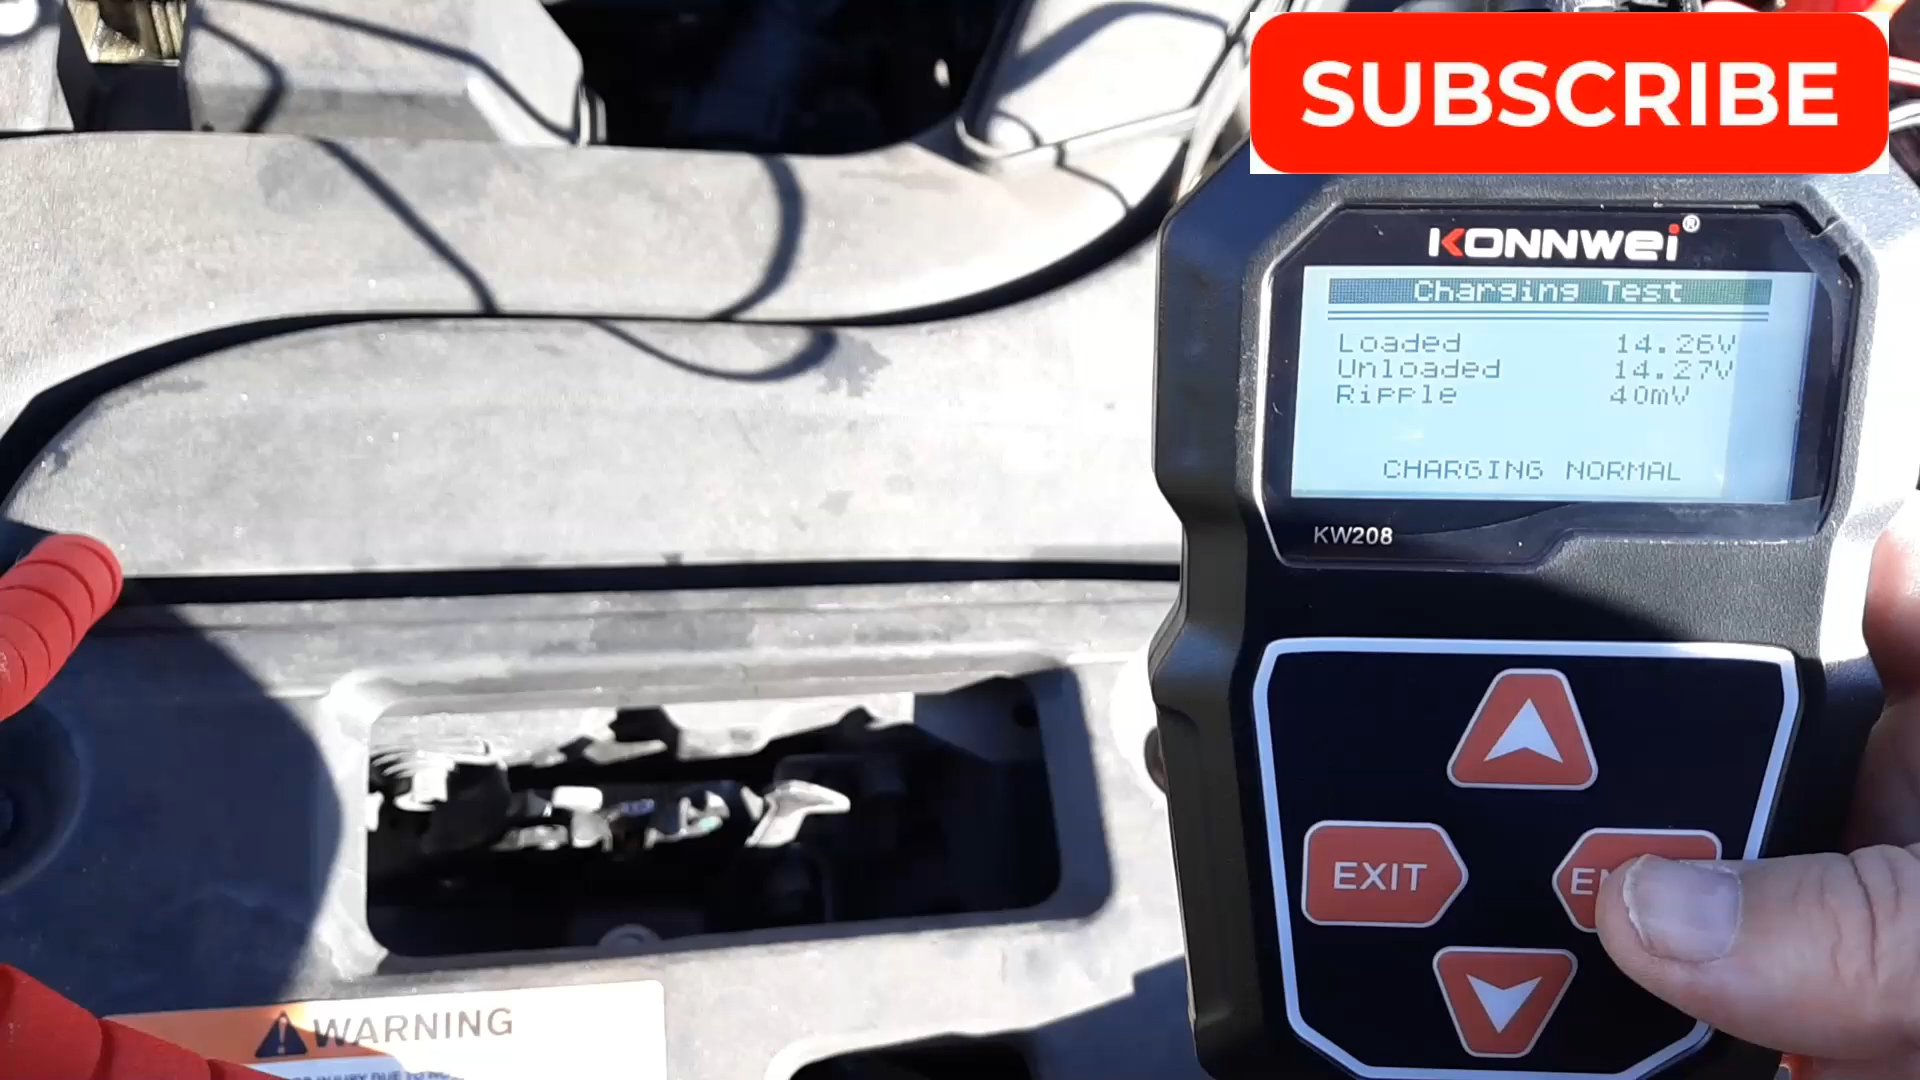 SUBSCRIBE
KONNWEI®
Charging Test
Loaded 14.26V
Unloaded 14.27V
Ripple 40mV
CHARGING NORMAL
KW208
EXIT
WARNING